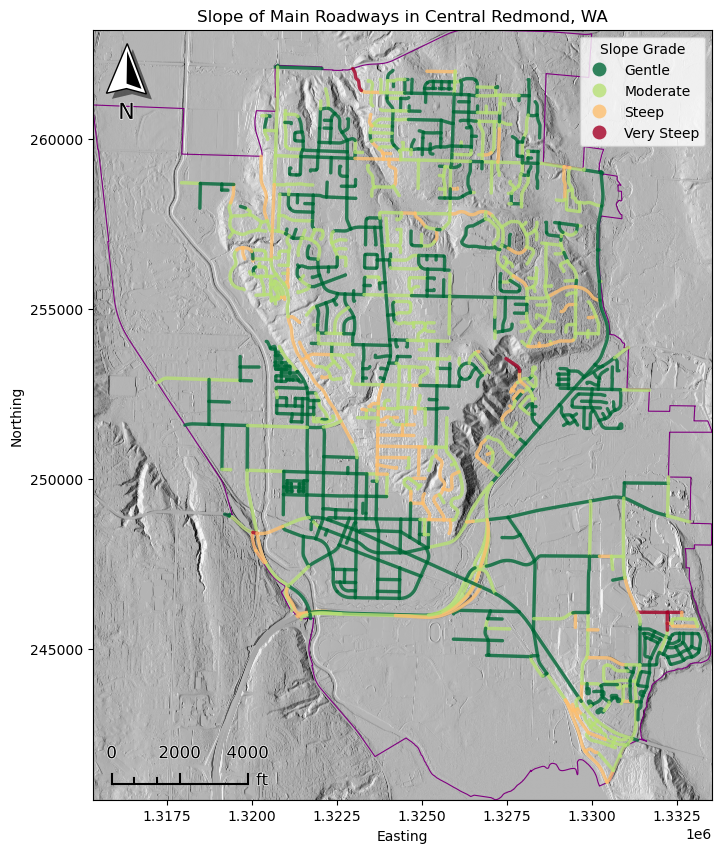 Slope of Main Roadways in Central Redmond, WA
Slope Grade
Gentle
Moderate
Steep
Very Steep
N
260000
255000
250000
245000
Northing
0 2000 4000
ft
1.3175 1.3200 1.3225 1.3250 1.3275 1.3300 1.3325
1e6
Easting